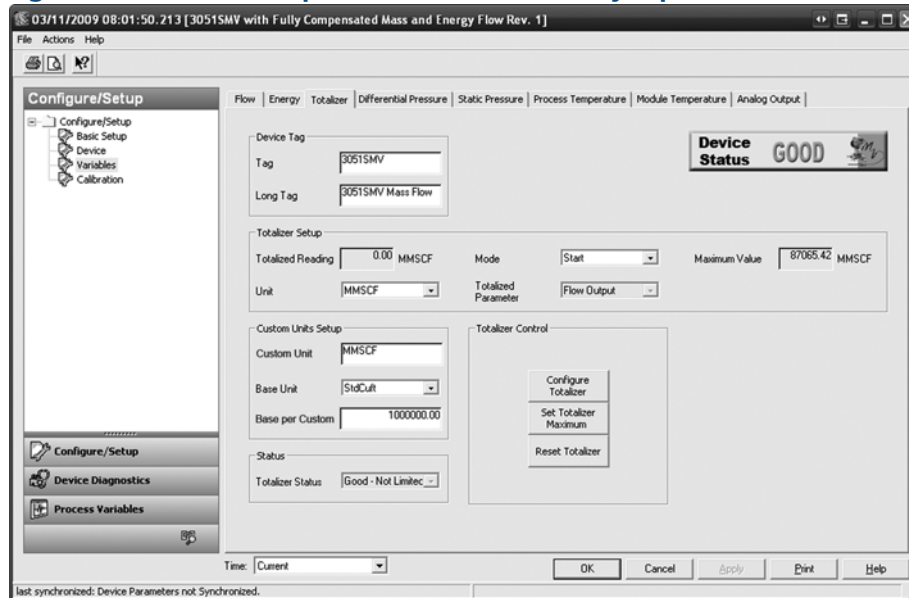 03/11/2009 08:01:50.213 [3051SMV with Fully Compensated Mass and Energy Flow Rev. 1]
File Actions Help
Configure/Setup
Configure/Setup
Basic Setup
Device
Variables
Calibration
Configure/Setup
Device Diagnostics
Process Variables
Flow Energy Totalizer Differential Pressure Static Pressure Process Temperature Module Temperature Analog Output
Device Tag
Tag 3051SMV
Long Tag 3051SMV Mass Flow
Device Status GOOD
Totalizer Setup
Totalized Reading 0.00 MMSCF Mode Start Maximum Value 87065.42 MMSCF
Unit MMSCF Totalized Parameter Flow Output
Custom Units Setup
Custom Unit MMSCF
Base Unit StdCuft
Base per Custom 1000000.00
Status
Totalizer Status Good - Not Limitec
Totalizer Control
Configure Totalizer
Set Totalizer Maximum
Reset Totalizer
Time: Current
OK Cancel Apply Print Help
last synchronized: Device Parameters not Synchronized.